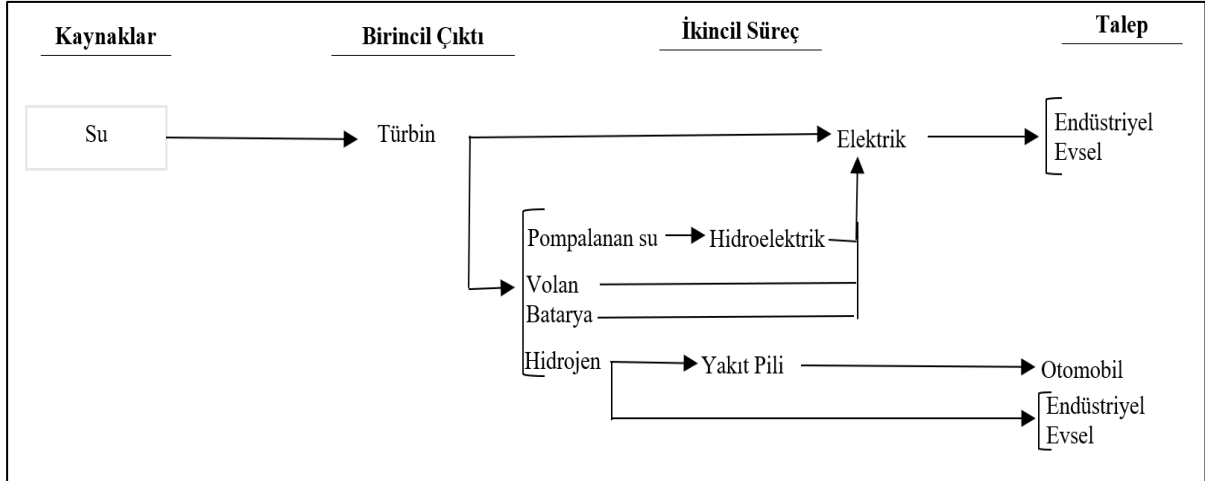 Kaynaklar Birincil Çıktı İkincil Süreç Talep
Su Türbin Elektrik Endüstriyel
Evsel
Pompalanan su Hidroelektrik
Volan
Batarya
Hidrojen Yakıt Pili Otomobil
Endüstriyel
Evsel